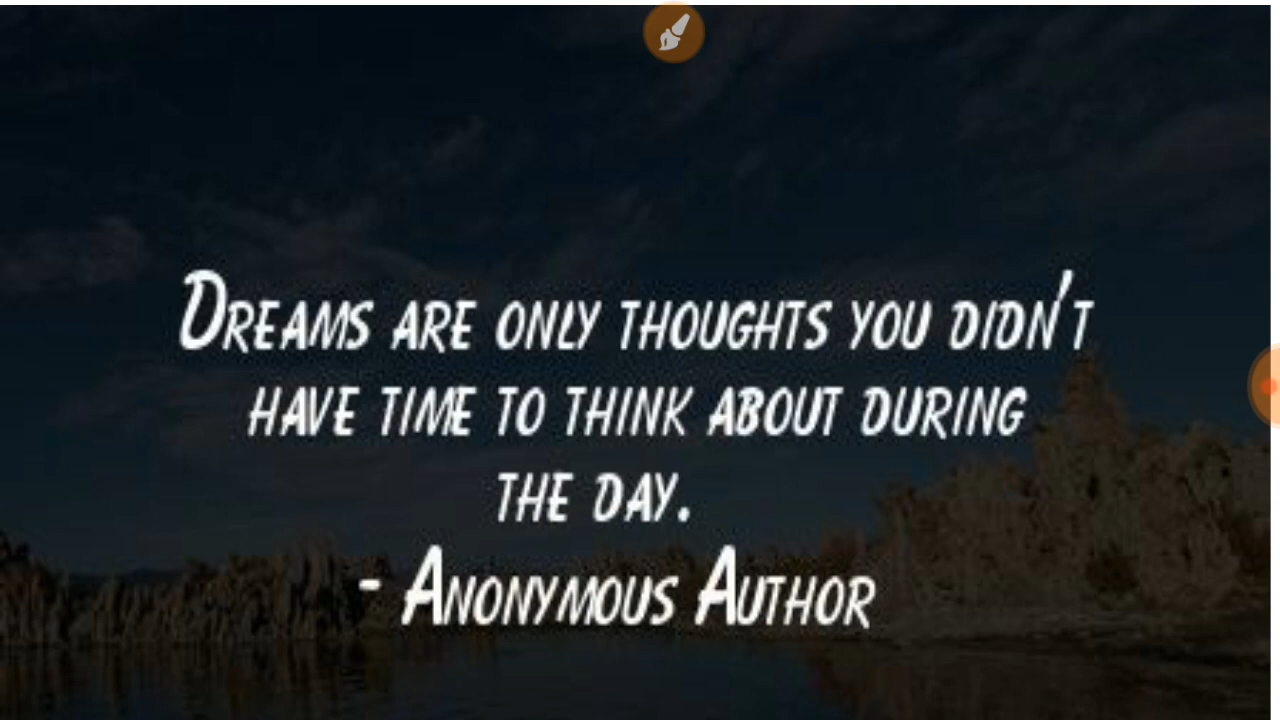 Dreams are only thoughts you didn't
have time to think about during
the day.
- Anonymous Author